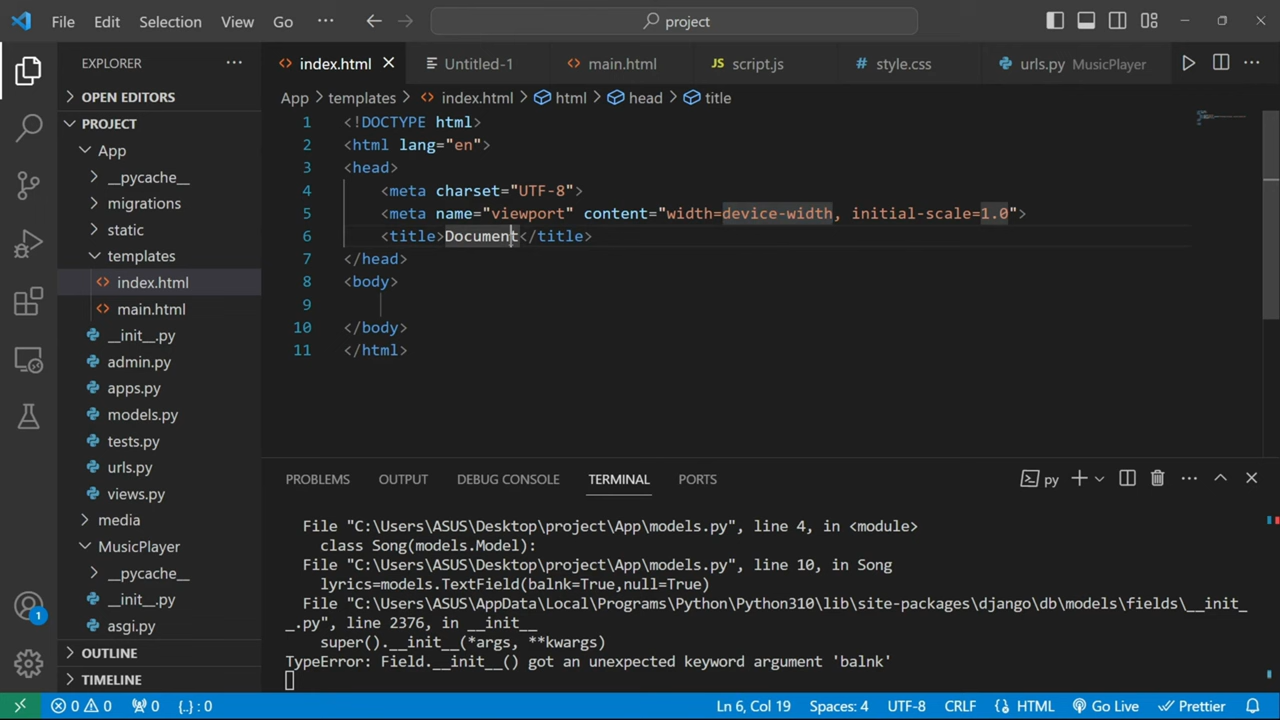 File Edit Selection View Go ··· project
EXPLORER ···
index.html Untitled-1 main.html JS script.js # style.css urls.py MusicPlayer ···
OPEN EDITORS
App > templates > index.html > html > head > title
PROJECT
App
__pycache__
migrations
static
templates
index.html
main.html
__init__.py
admin.py
apps.py
models.py
tests.py
urls.py
views.py
media
MusicPlayer
__pycache__
__init__.py
asgi.py
OUTLINE
TIMELINE
1 <!DOCTYPE html>
2 <html lang="en">
3 <head>
4 <meta charset="UTF-8">
5 <meta name="viewport" content="width=device-width, initial-scale=1.0">
6 <title>Document</title>
7 </head>
8 <body>
9
10 </body>
11 </html>
PROBLEMS OUTPUT DEBUG CONSOLE TERMINAL PORTS py ···
File "C:\Users\ASUS\Desktop\project\App\models.py", line 4, in <module>
class Song(models.Model):
File "C:\Users\ASUS\Desktop\project\App\models.py", line 10, in Song
lyrics=models.TextField(balnk=True,null=True)
File "C:\Users\ASUS\AppData\Local\Programs\Python\Python310\lib\site-packages\django\db\models\fields\__init_
_.py", line 2376, in __init__
super().__init__(*args, **kwargs)
TypeError: Field.__init__() got an unexpected keyword argument 'balnk'
1
0 0 0 {..} : 0 Ln 6, Col 19 Spaces: 4 UTF-8 CRLF HTML Go Live Prettier